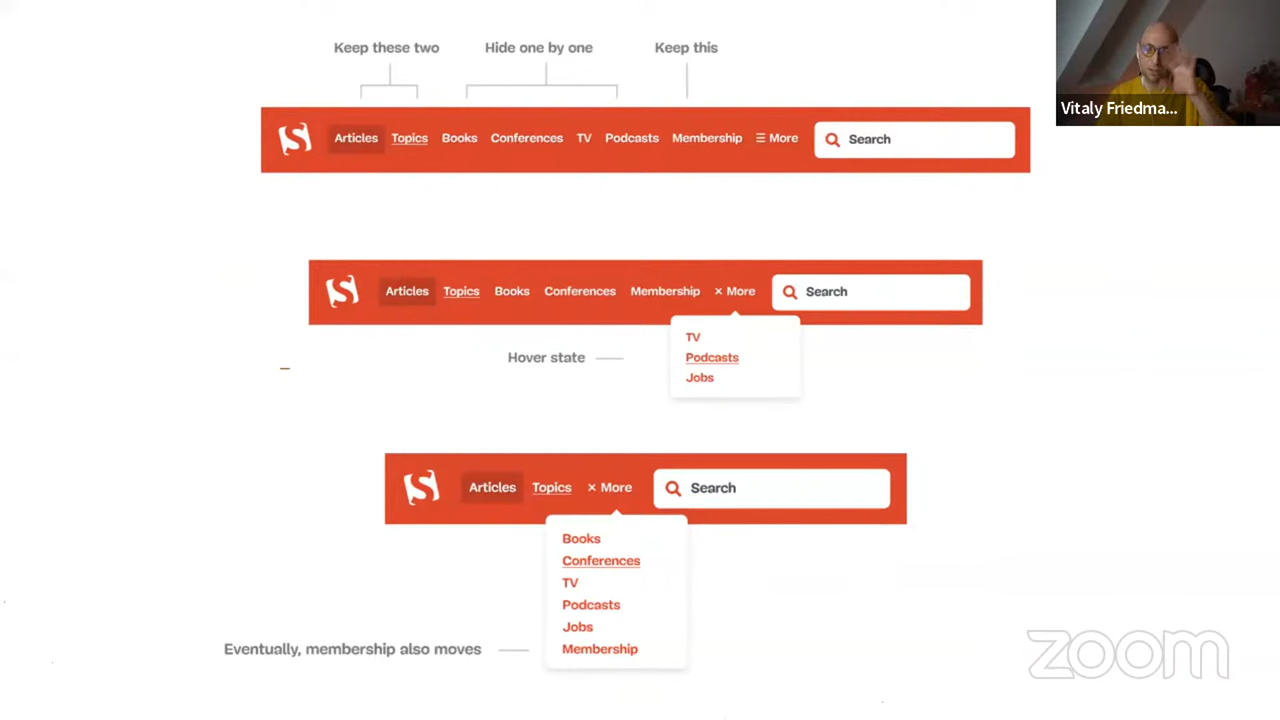 Keep these two
Hide one by one
Keep this
Vitaly Friedma...
S
Articles Topics Books Conferences TV Podcasts Membership ☰ More Search
S
Articles Topics Books Conferences Membership × More Search
TV
Hover state
Podcasts
Jobs
S
Articles Topics × More Search
Books
Conferences
TV
Podcasts
Jobs
Eventually, membership also moves
Membership
zoom